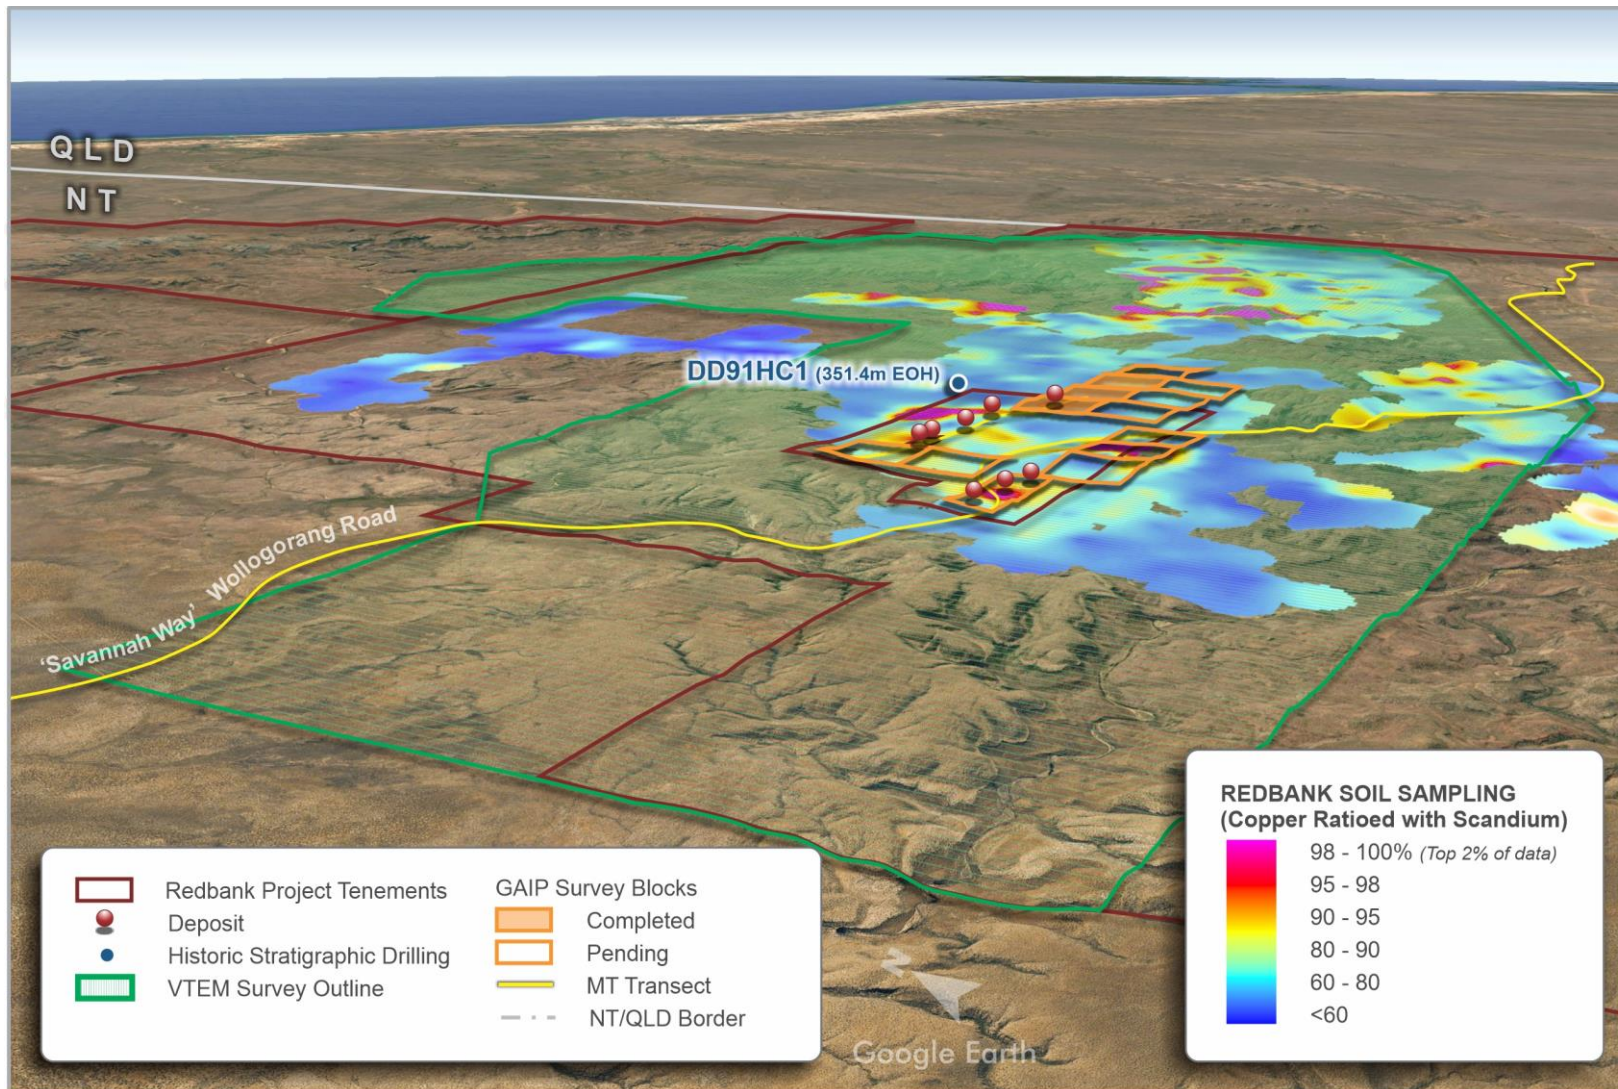 QLD
NT
DD91HC1 (351.4m EOH)
'Savannah Way' Wollogorang Road
REDBANK SOIL SAMPLING
(Copper Ratioed with Scandium)
98 - 100% (Top 2% of data)
95 - 98
90 - 95
80 - 90
60 - 80
<60
Redbank Project Tenements
Deposit
Historic Stratigraphic Drilling
VTEM Survey Outline
GAIP Survey Blocks
Completed
Pending
MT Transect
NT/QLD Border
N
Google Earth